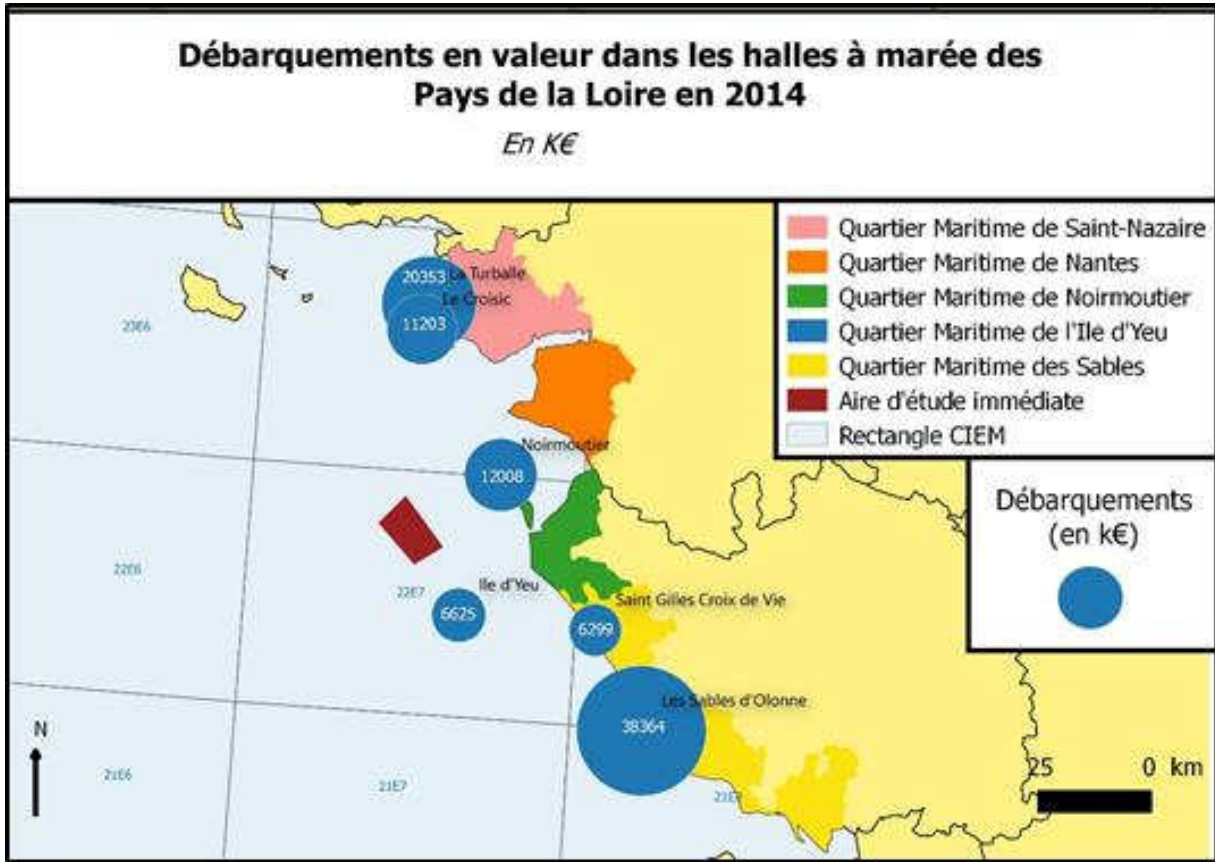 Débarquements en valeur dans les halles à marée des
Pays de la Loire en 2014
En K€
Quartier Maritime de Saint-Nazaire
Quartier Maritime de Nantes
Quartier Maritime de Noirmoutier
Quartier Maritime de l'Ile d'Yeu
Quartier Maritime des Sables
Aire d'étude immédiate
Rectangle CIEM
Débarquements
(en k€)
20353
La Turballe
Le Croisic
11203
23E6
Noirmoutier
12008
22E6
22E7
Ile d'Yeu
6625
Saint Gilles Croix de Vie
6299
Les Sables d'Olonne
38364
N
21E6
21E7
25 0 km